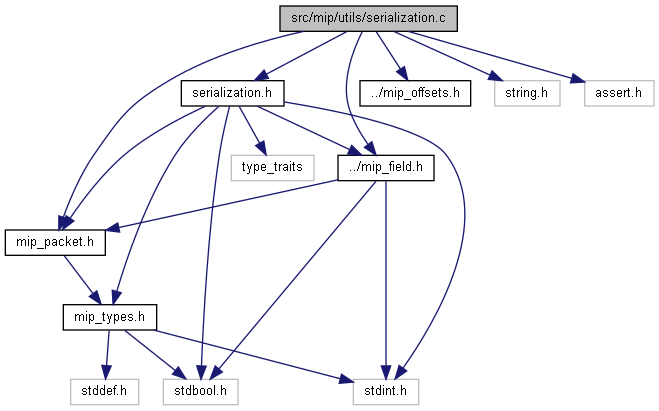 src/mip/utils/serialization.c
serialization.h
../mip_offsets.h
string.h
assert.h
type_traits
../mip_field.h
mip_packet.h
mip_types.h
stddef.h
stdbool.h
stdint.h